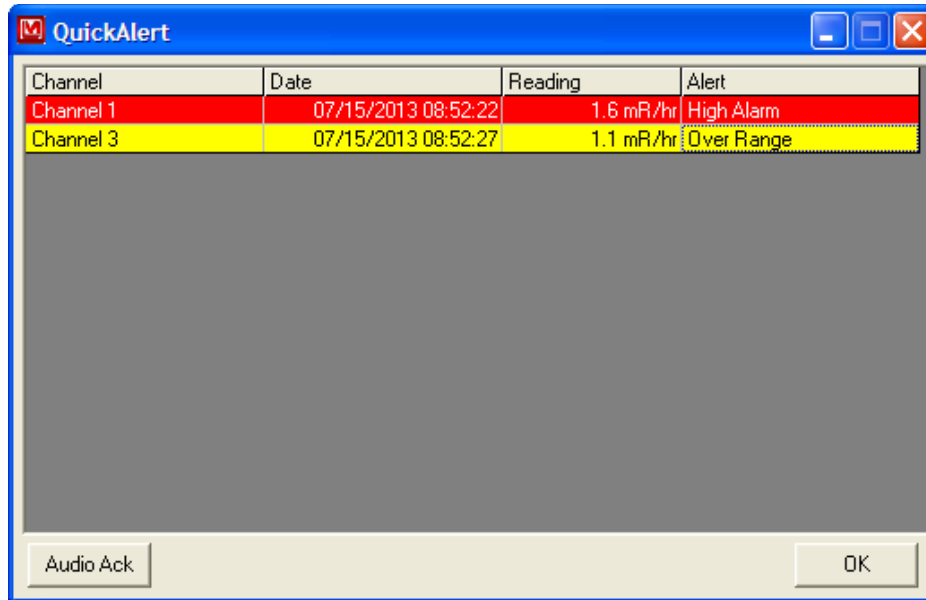 QuickAlert
Channel Date Reading Alert
Channel 1 07/15/2013 08:52:22 1.6 mR/hr High Alarm
Channel 3 07/15/2013 08:52:27 1.1 mR/hr Over Range
Audio Ack OK